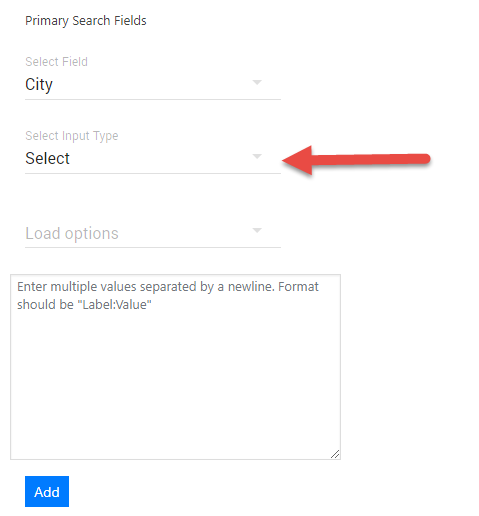 Primary Search Fields
Select Field
City
Select Input Type
Select
Load options
Enter multiple values separated by a newline. Format
should be "Label:Value"
Add